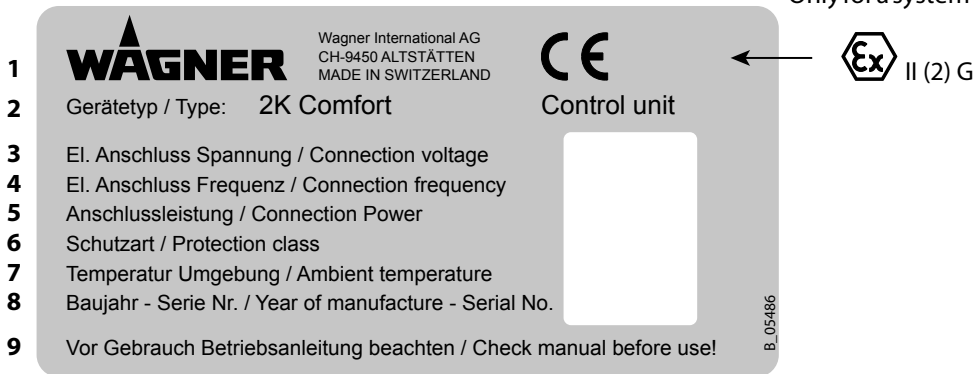 Only for a system
WAGNER
Wagner International AG
CH-9450 ALTSTÄTTEN
MADE IN SWITZERLAND
CE
Ex II (2) G
1
2 Gerätetyp / Type: 2K Comfort Control unit
3 El. Anschluss Spannung / Connection voltage
4 El. Anschluss Frequenz / Connection frequency
5 Anschlussleistung / Connection Power
6 Schutzart / Protection class
7 Temperatur Umgebung / Ambient temperature
8 Baujahr - Serie Nr. / Year of manufacture - Serial No.
9 Vor Gebrauch Betriebsanleitung beachten / Check manual before use!
B_05486